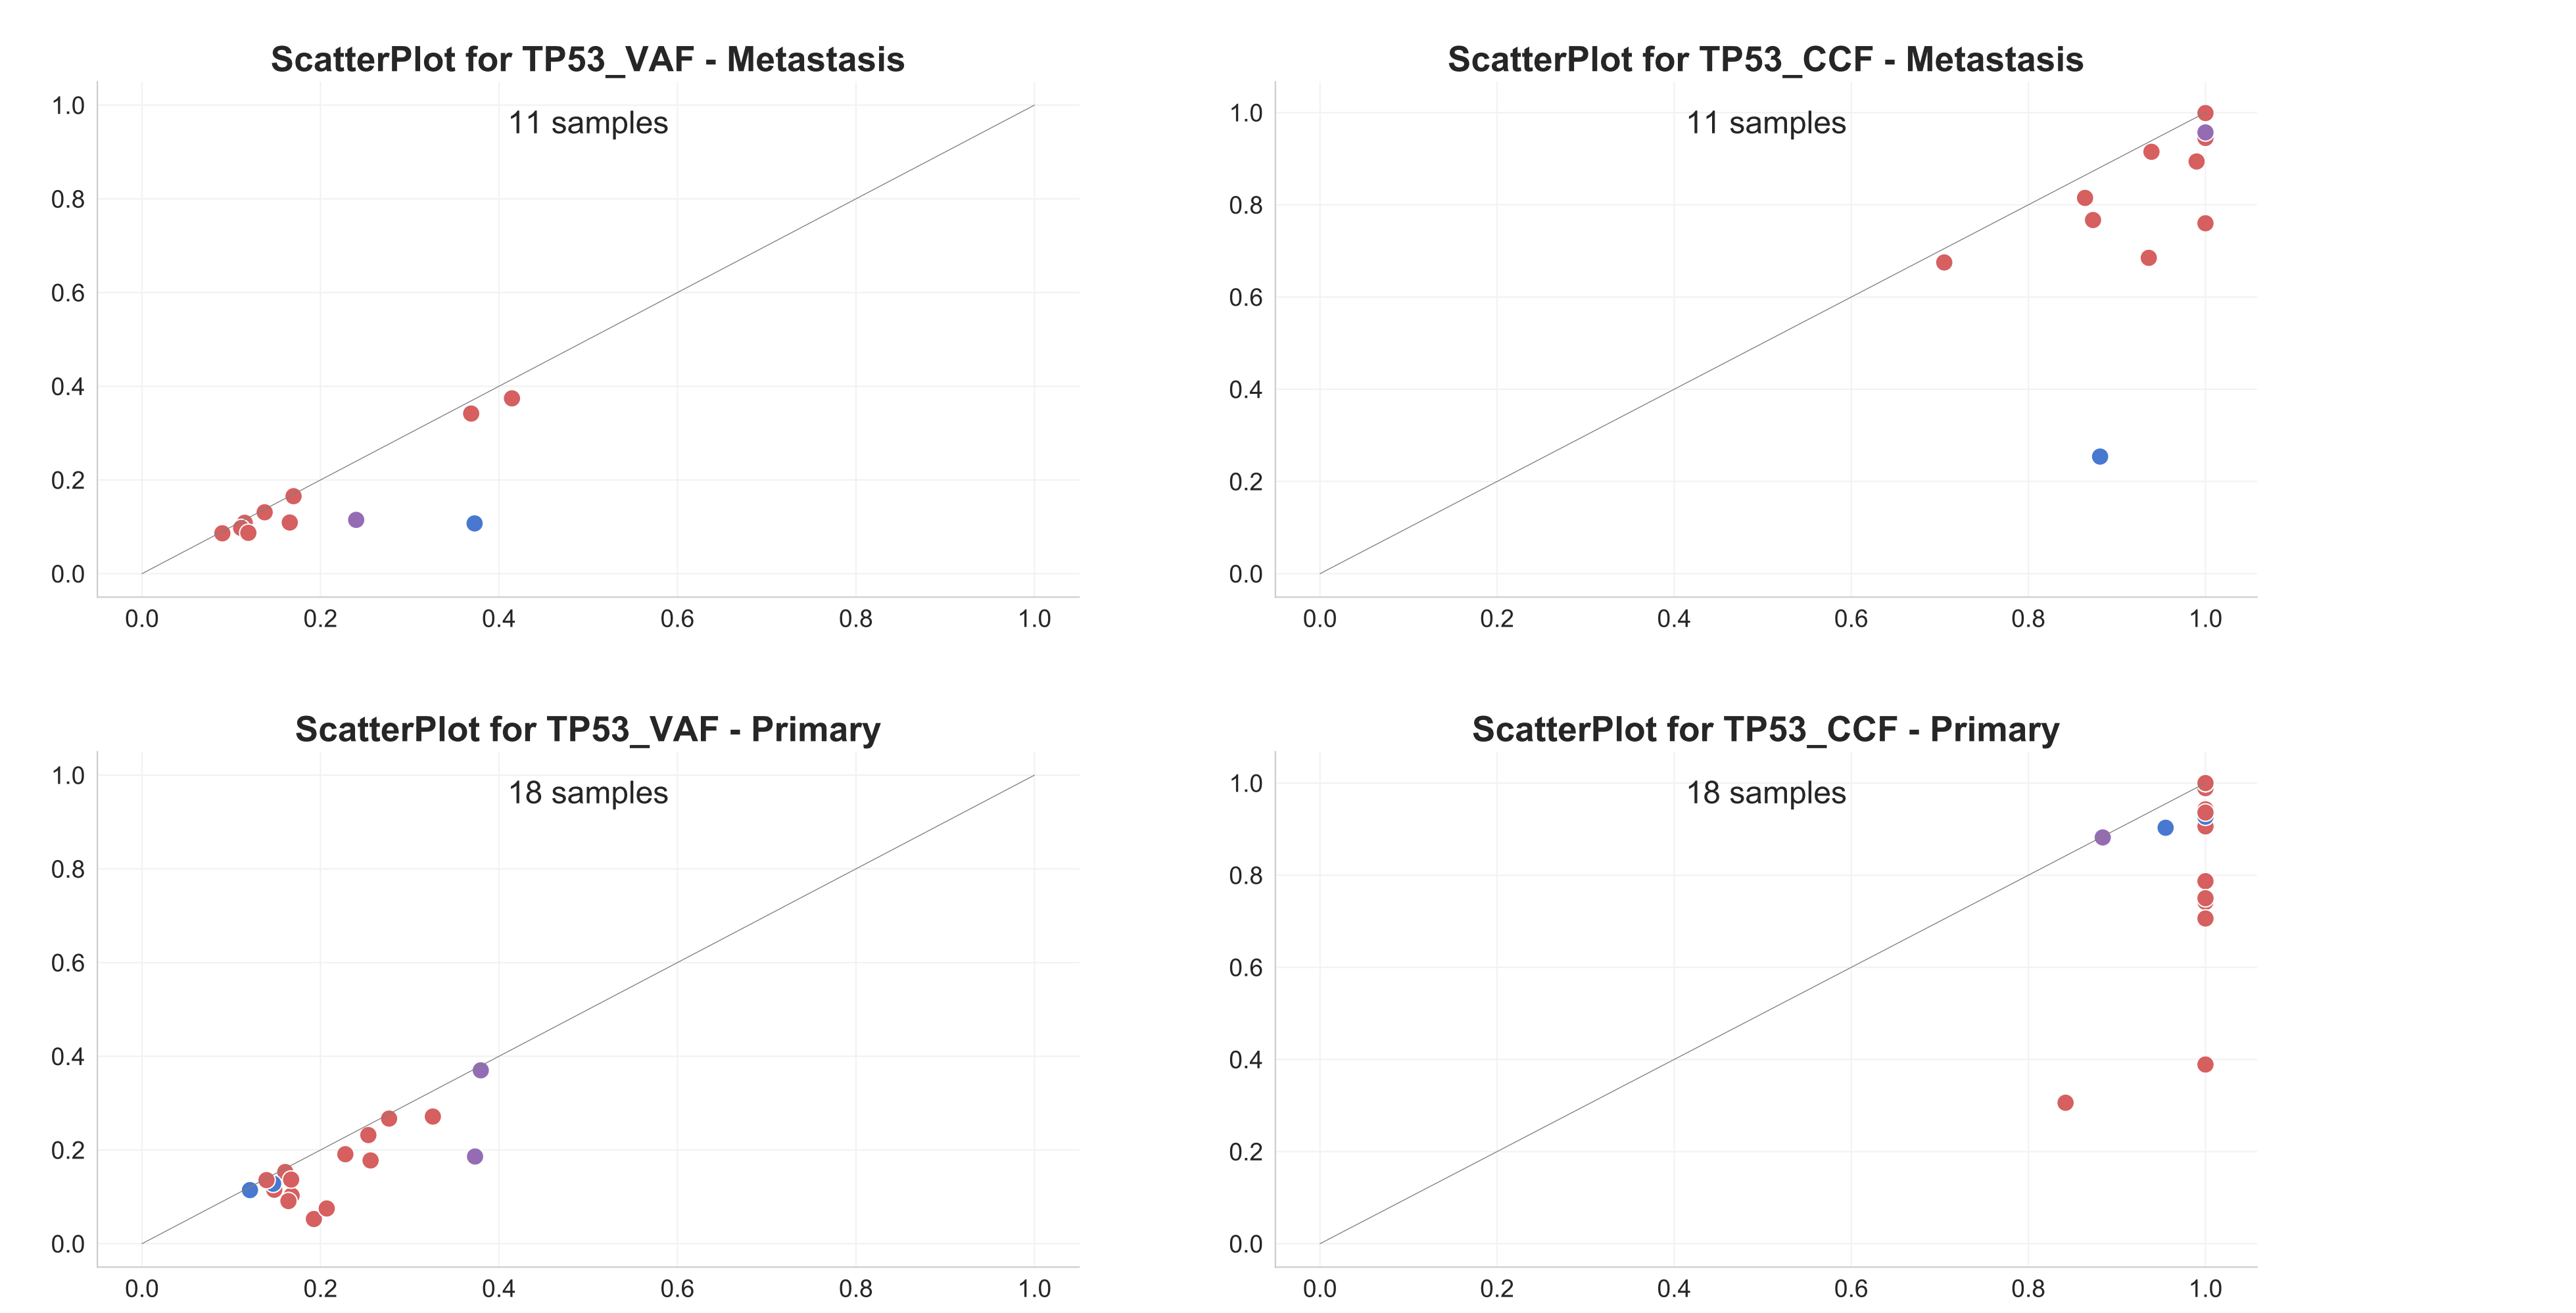 ScatterPlot for TP53_VAF - Metastasis
11 samples
1.0
0.8
0.6
0.4
0.2
0.0
0.0 0.2 0.4 0.6 0.8 1.0
ScatterPlot for TP53_CCF - Metastasis
11 samples
1.0
0.8
0.6
0.4
0.2
0.0
0.0 0.2 0.4 0.6 0.8 1.0
ScatterPlot for TP53_VAF - Primary
18 samples
1.0
0.8
0.6
0.4
0.2
0.0
0.0 0.2 0.4 0.6 0.8 1.0
ScatterPlot for TP53_CCF - Primary
18 samples
1.0
0.8
0.6
0.4
0.2
0.0
0.0 0.2 0.4 0.6 0.8 1.0